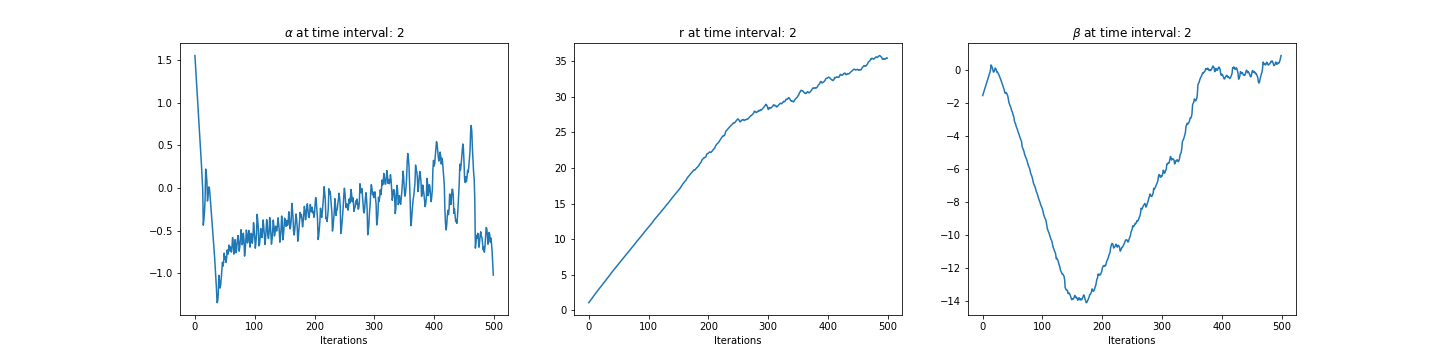 α at time interval: 2
1.5
1.0
0.5
0.0
−0.5
−1.0
0 100 200 300 400 500
Iterations
r at time interval: 2
35
30
25
20
15
10
5
0
0 100 200 300 400 500
Iterations
β at time interval: 2
0
−2
−4
−6
−8
−10
−12
−14
0 100 200 300 400 500
Iterations